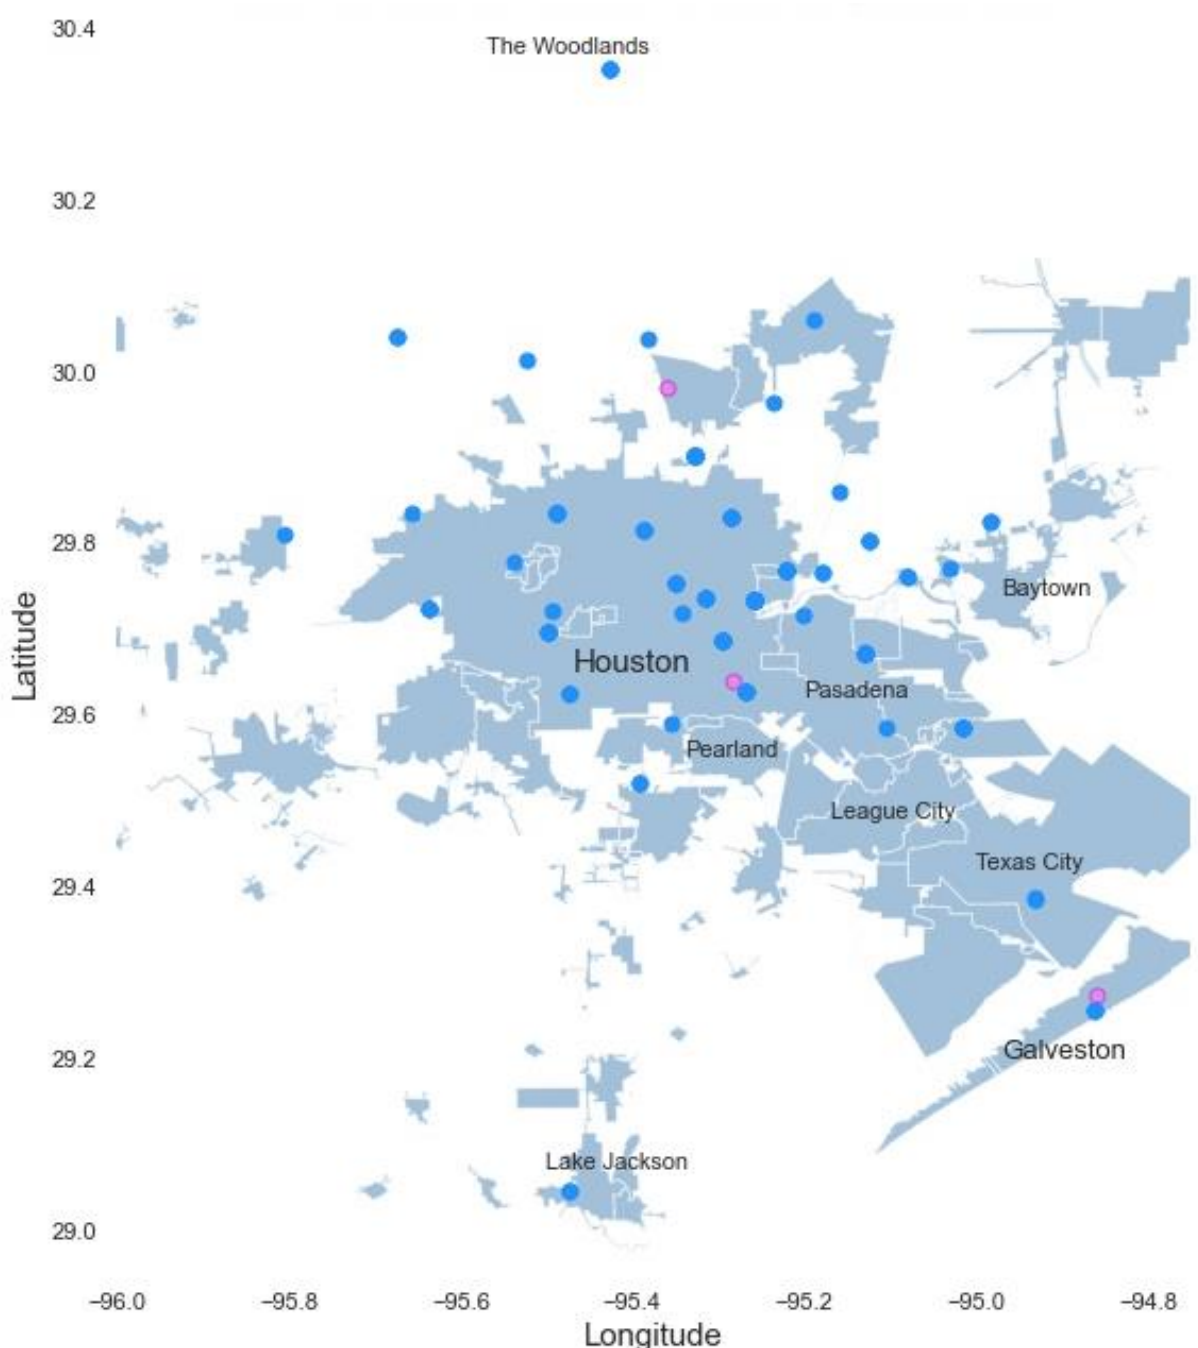 30.4
The Woodlands
30.2
30.0
29.8
Baytown
Latitude
Houston
Pasadena
29.6
Pearland
League City
Texas City
29.4
29.2
Galveston
Lake Jackson
29.0
−96.0 −95.8 −95.6 −95.4 −95.2 −95.0 −94.8
Longitude